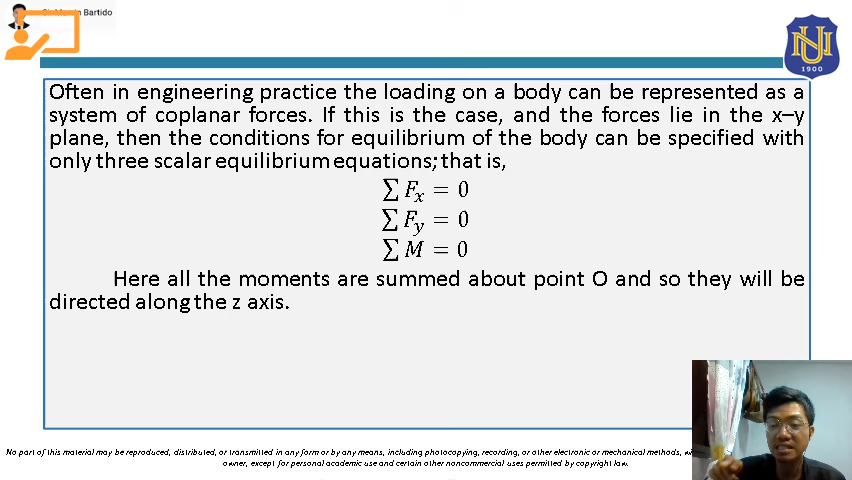 Sir Marvin Bartido
1900
Often in engineering practice the loading on a body can be represented as a
system of coplanar forces. If this is the case, and the forces lie in the x–y
plane, then the conditions for equilibrium of the body can be specified with
only three scalar equilibrium equations; that is,
∑ Fx = 0
∑ Fy = 0
∑ M = 0
Here all the moments are summed about point O and so they will be
directed along the z axis.
No part of this material may be reproduced, distributed, or transmitted in any form or by any means, including photocopying, recording, or other electronic or mechanical methods,
owner, except for personal academic use and certain other noncommercial uses permitted by copyright law.